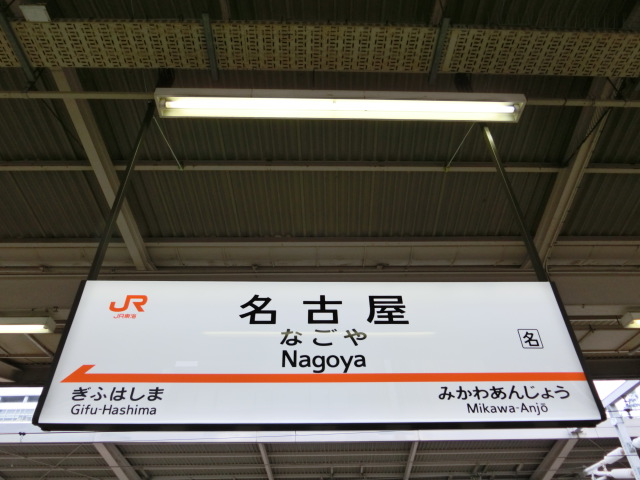 JR
JR東海
名古屋
なごや
Nagoya
名
ぎふはしま
Gifu-Hashima
みかわあんじょう
Mikawa-Anjō